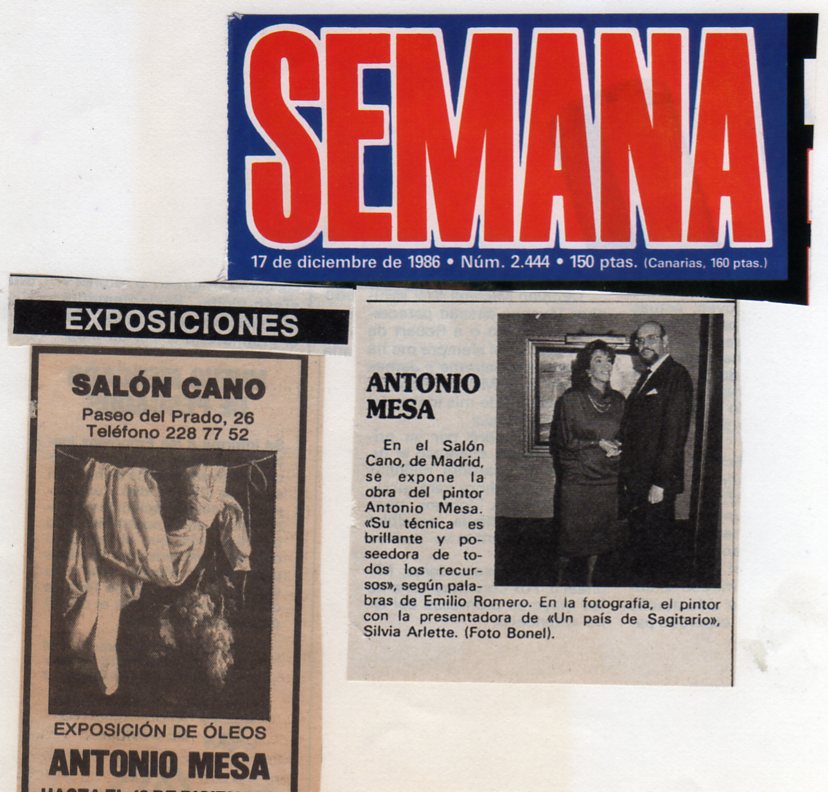 SEMANA
17 de diciembre de 1986 • Núm. 2.444 • 150 ptas. (Canarias, 160 ptas.)
EXPOSICIONES
SALÓN CANO
Paseo del Prado, 26
Teléfono 228 77 52
EXPOSICIÓN DE ÓLEOS
ANTONIO MESA
ANTONIO
MESA
En el Salón
Cano, de Madrid,
se expone la
obra del pintor
Antonio Mesa.
«Su técnica es
brillante y po-
seedora de to-
dos los recur-
sos», según pala-
bras de Emilio Romero. En la fotografía, el pintor
con la presentadora de «Un país de Sagitario»,
Silvia Arlette. (Foto Bonel).